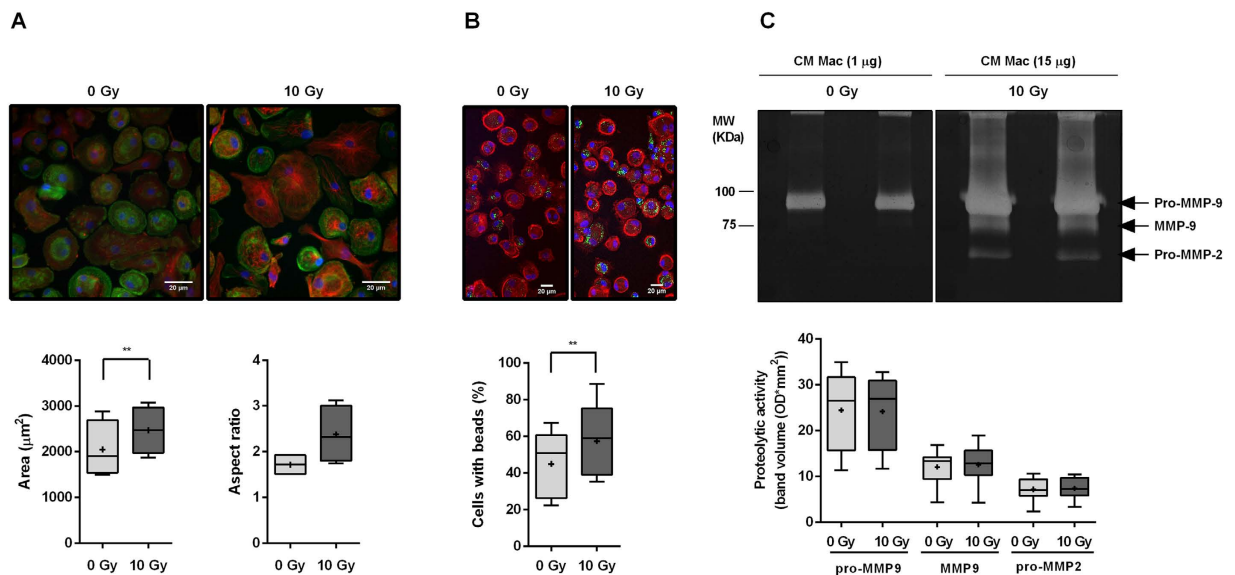 A
B
C
0 Gy
10 Gy
20 µm
20 µm
0 Gy
10 Gy
20 µm
20 µm
CM Mac (1 µg)
CM Mac (15 µg)
0 Gy
10 Gy
MW
(KDa)
100
75
Pro-MMP-9
MMP-9
Pro-MMP-2
Area (µm²)
4000
3000
2000
1000
0
**
0 Gy
10 Gy
Aspect ratio
4
3
2
1
0
0 Gy
10 Gy
Cells with beads (%)
100
80
60
40
20
0
**
0 Gy
10 Gy
Proteolytic activity
(band volume (OD*mm²))
40
30
20
10
0
0 Gy 10 Gy 0 Gy 10 Gy 0 Gy 10 Gy
pro-MMP9 MMP9 pro-MMP2